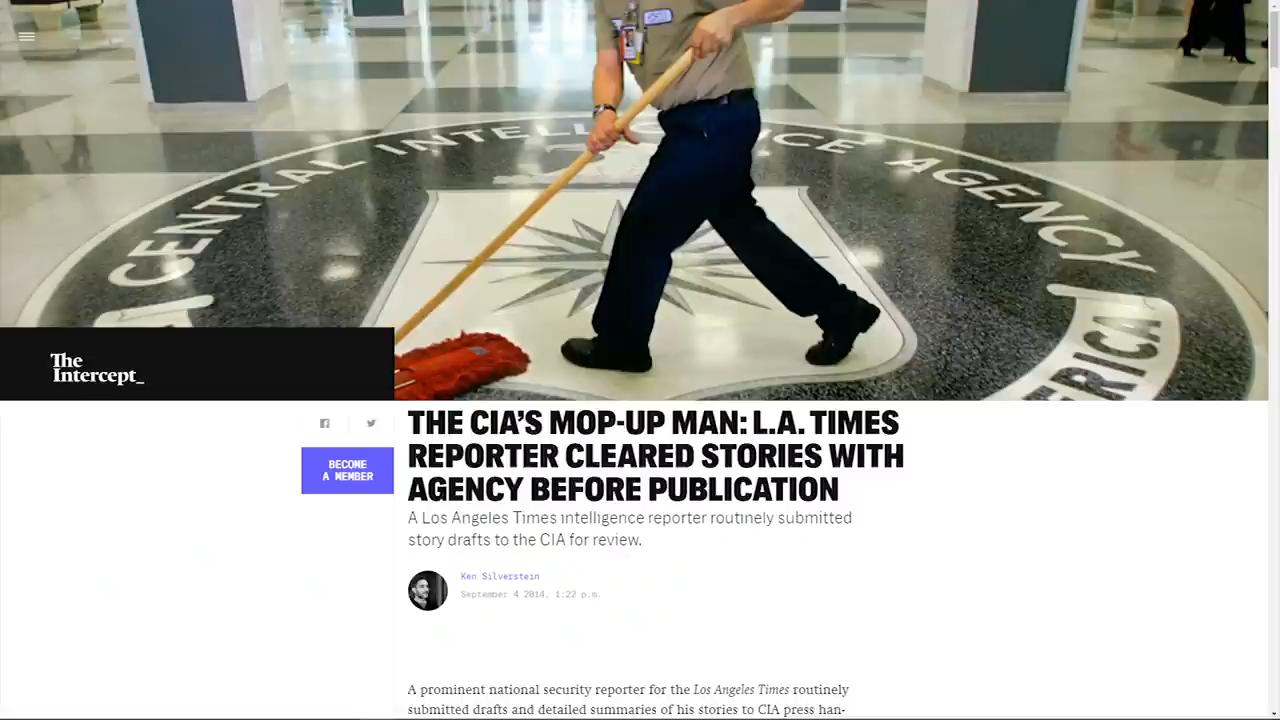 CENTRAL INTELLIGENCE AGENCY
ERICA
The
Intercept_
BECOME
A MEMBER
THE CIA'S MOP-UP MAN: L.A. TIMES
REPORTER CLEARED STORIES WITH
AGENCY BEFORE PUBLICATION
A Los Angeles Times intelligence reporter routinely submitted
story drafts to the CIA for review.
Ken Silverstein
September 4 2014, 1:22 p.m.
A prominent national security reporter for the Los Angeles Times routinely
submitted drafts and detailed summaries of his stories to CIA press han-